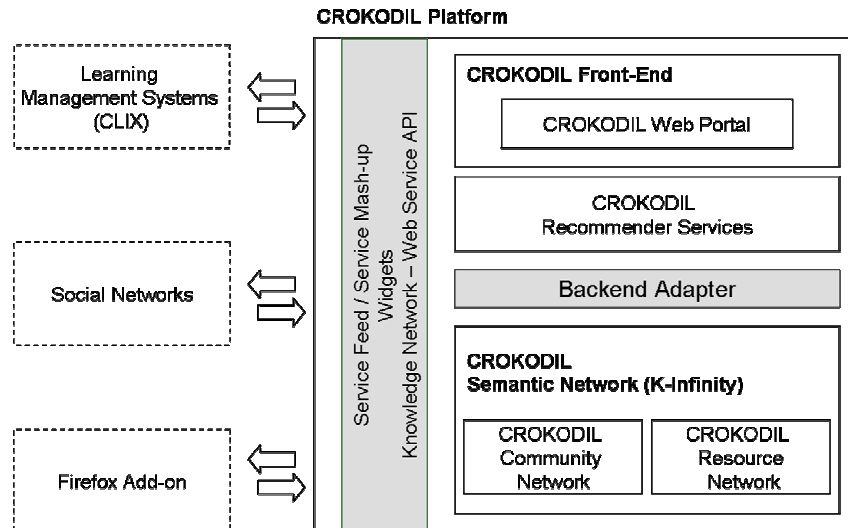 CROKODIL Platform
Learning
Management Systems
(CLIX)
Social Networks
Firefox Add-on
Service Feed / Service Mash-up
Widgets
Knowledge Network – Web Service API
CROKODIL Front-End
CROKODIL Web Portal
CROKODIL
Recommender Services
Backend Adapter
CROKODIL
Semantic Network (K-Infinity)
CROKODIL
Community
Network
CROKODIL
Resource
Network